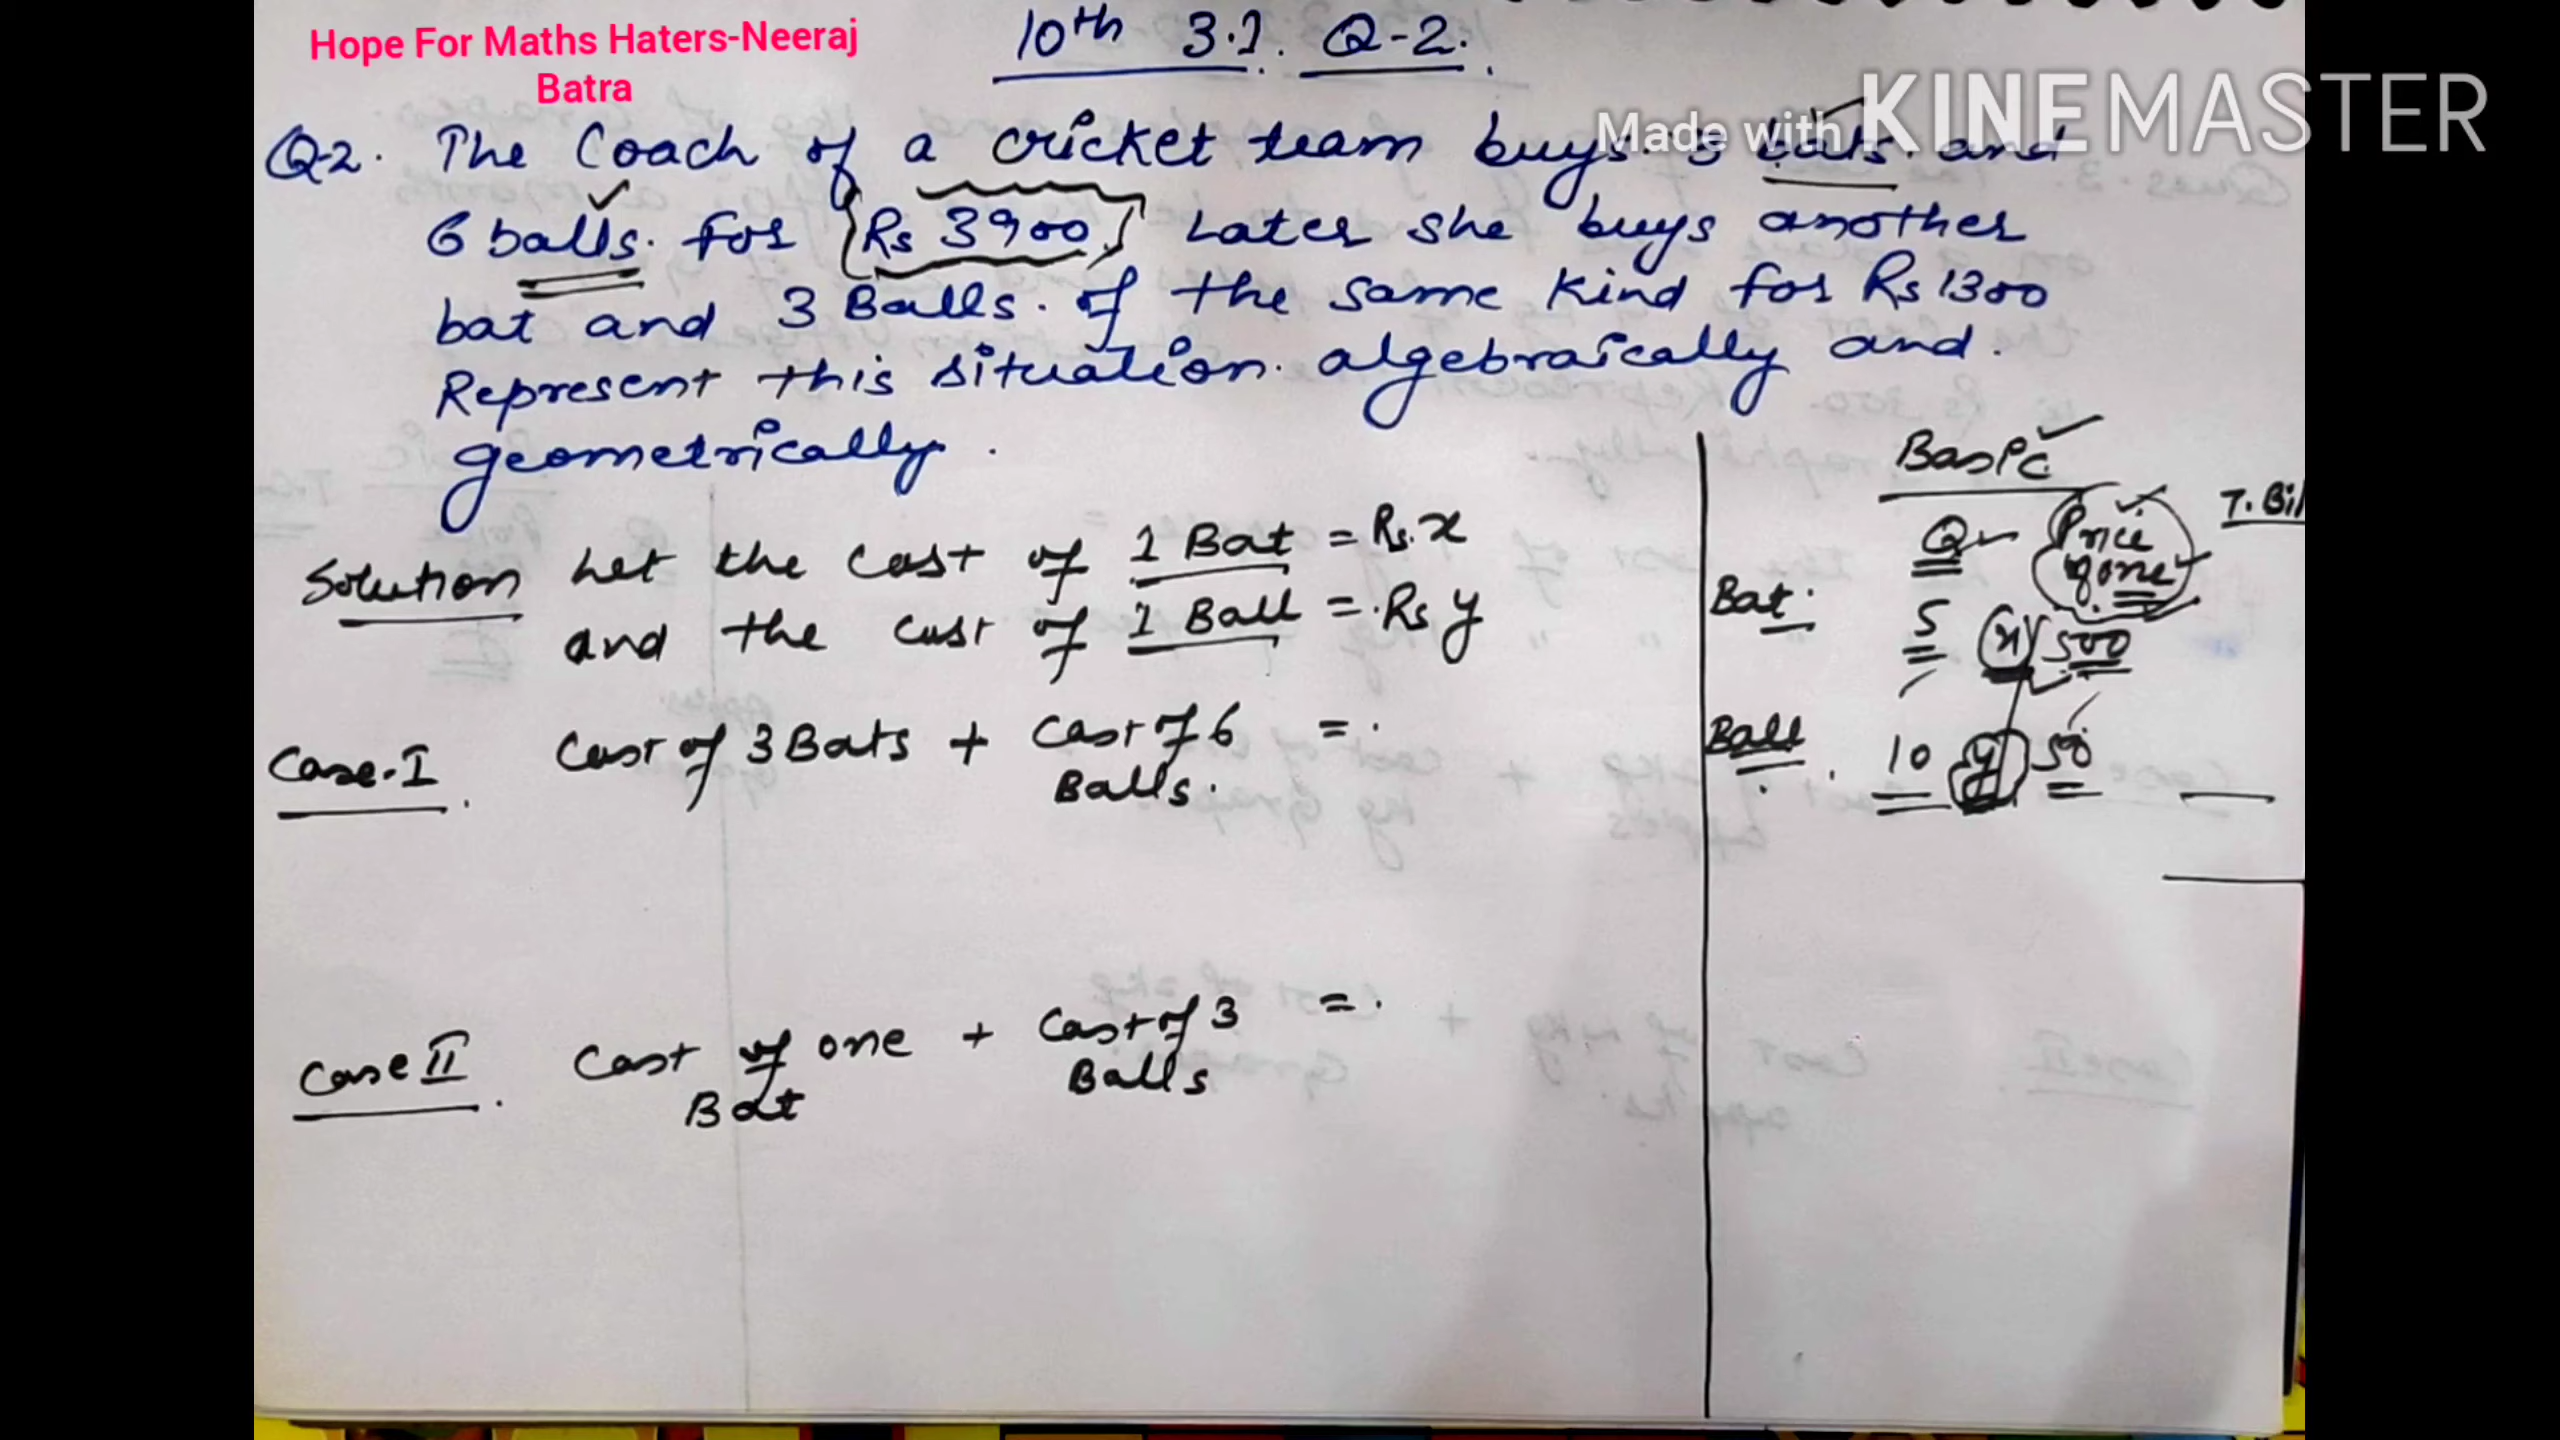 Hope For Maths Haters-Neeraj
Batra
10th 3.1. Q-2.
Made with KINEMASTER
Q-2. The Coach of a cricket team buys 3 bats and
6 balls. for Rs 3900. Later she buys another
bat and 3 Balls. of the same kind for Rs 1300
Represent this situation. algebraically and.
geometrically.
Solution Let the cost of 1 Bat = Rs. x
and the cost of 1 Ball = Rs y
Case-I Cost of 3 Bats + Cost of 6 =
Balls.
Case II Cost of one + Cost of 3 =
Bat Balls
Basic
Q Price T. Bil
of one
Bat. 5 x 500
Ball. 10 y 50